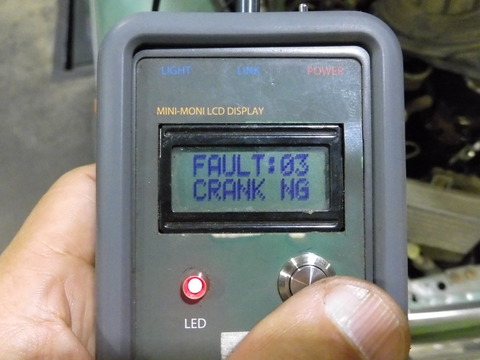 LIGHT LINK POWER
MINI-MONI LCD DISPLAY
FAULT:03
CRANK NG
LED